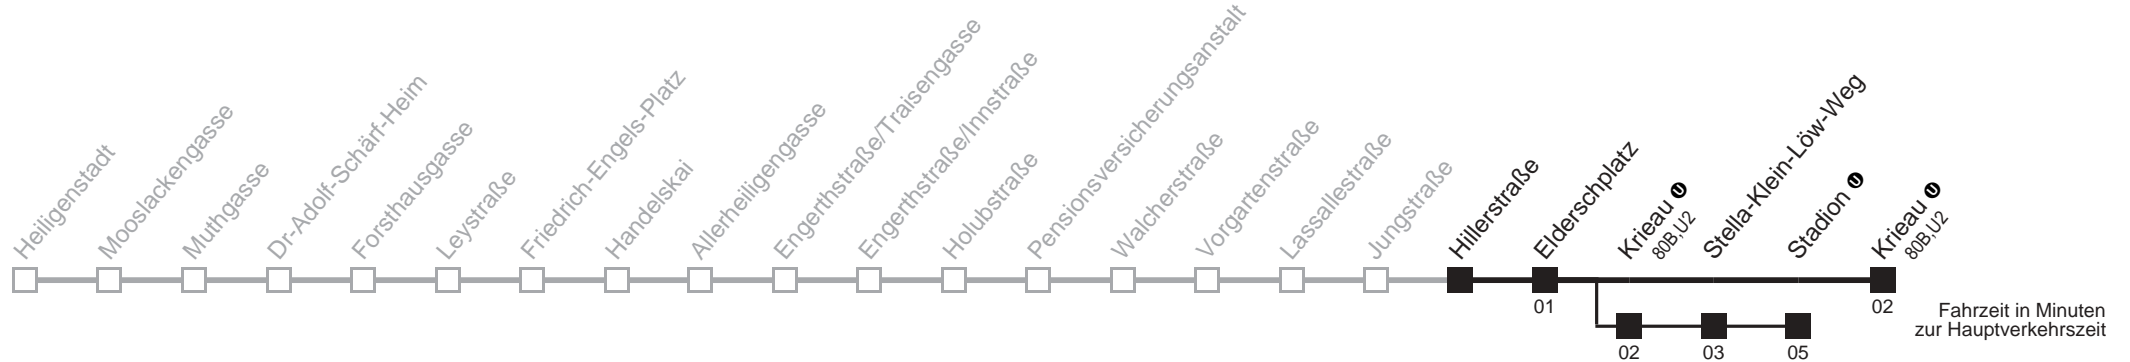 Heiligenstadt
Mooslackengasse
Muthgasse
Dr-Adolf-Schärf-Heim
Forsthausgasse
Leystraße
Friedrich-Engels-Platz
Handelskai
Allerheiligengasse
Engerthstraße/Traisengasse
Engerthstraße/Innstraße
Holubstraße
Pensionsversicherungsanstalt
Walcherstraße
Vorgartenstraße
Lassallestraße
Jungstraße
Hillerstraße
Elderschplatz
Krieau U
80B,U2
Stella-Klein-Löw-Weg
Stadion U
Krieau U
80B,U2
01
02
02
03
05
Fahrzeit in Minuten
zur Hauptverkehrszeit